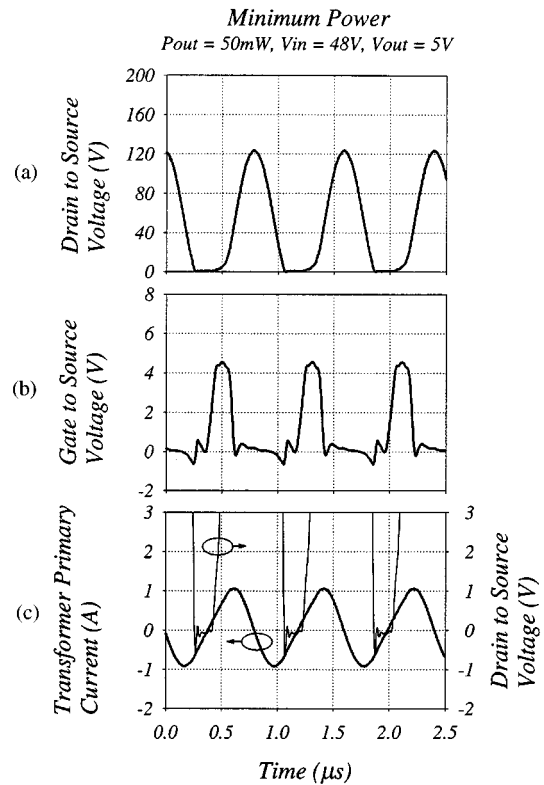 Minimum Power
Pout = 50mW, Vin = 48V, Vout = 5V
(a)
Drain to Source
Voltage (V)
200
160
120
80
40
0
(b)
Gate to Source
Voltage (V)
8
6
4
2
0
-2
(c)
Transformer Primary
Current (A)
3
2
1
0
-1
-2
3
2
1
0
-1
-2
Drain to Source
Voltage (V)
0.0 0.5 1.0 1.5 2.0 2.5
Time (μs)